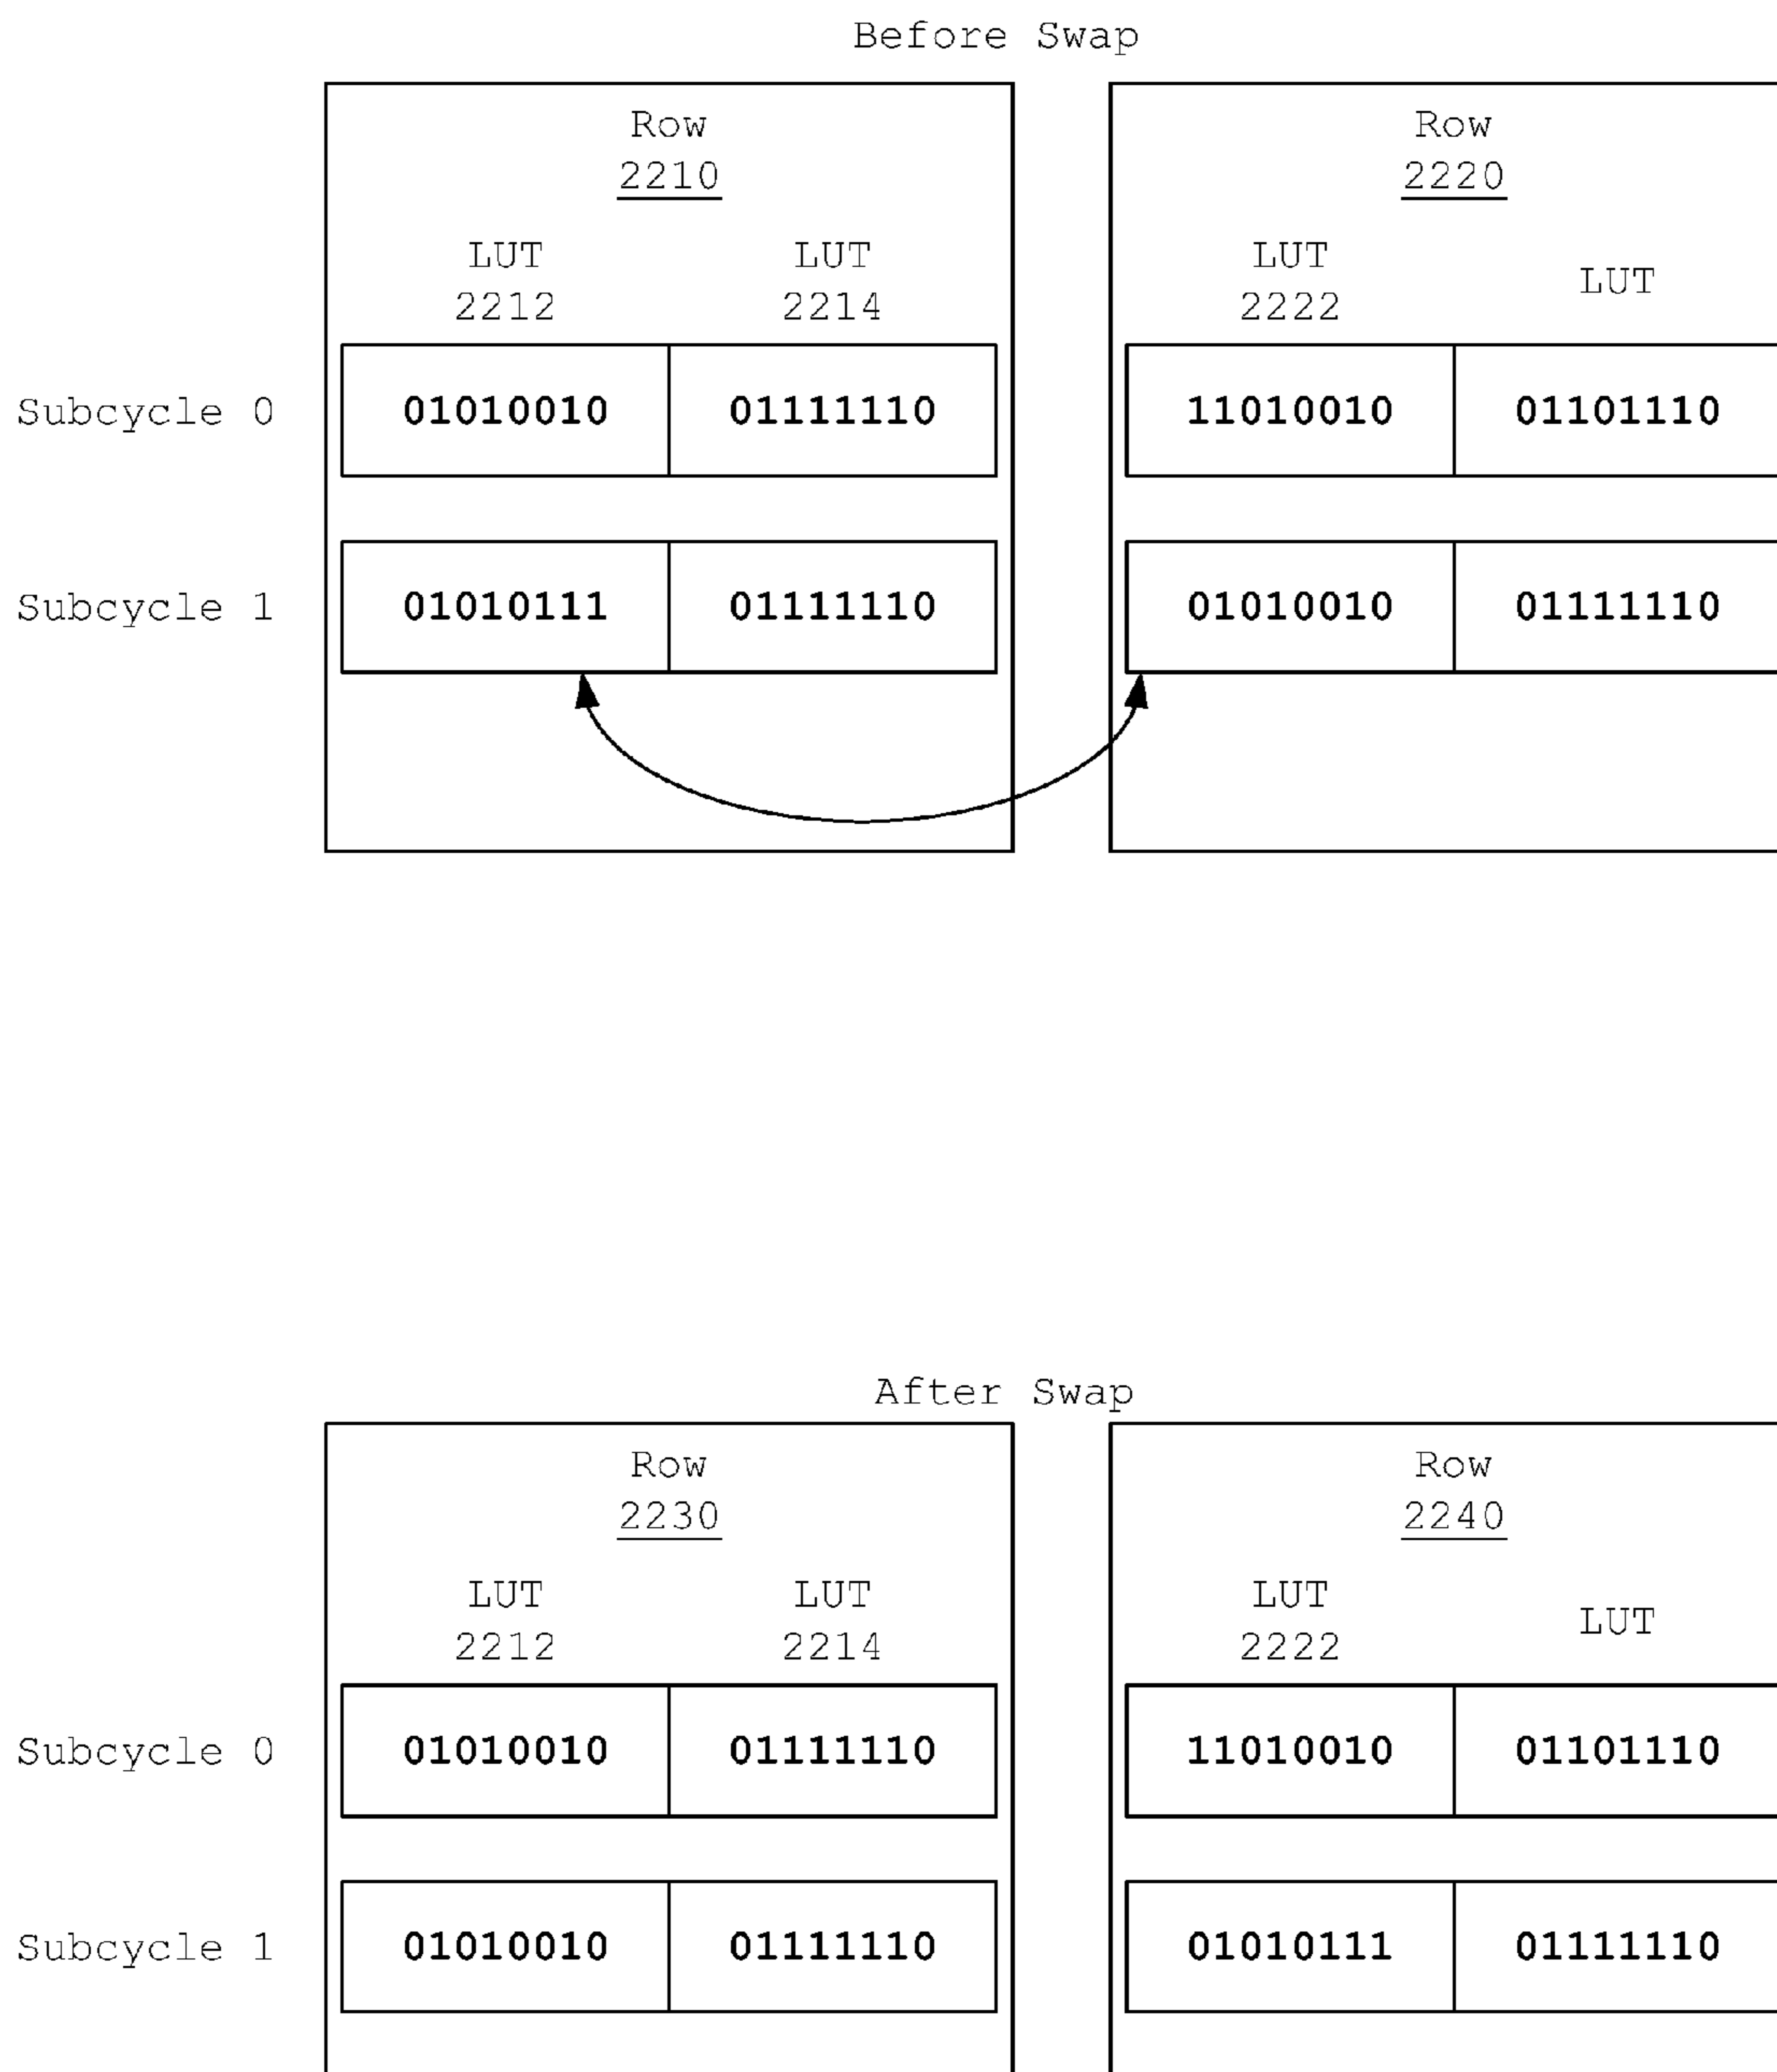 Before Swap
Row Row
2210 2220
LUT LUT LUT LUT
2212 2214 2222
Subcycle 0 01010010 01111110 11010010 01101110
Subcycle 1 01010111 01111110 01010010 01111110
After Swap
Row Row
2230 2240
LUT LUT LUT LUT
2212 2214 2222
Subcycle 0 01010010 01111110 11010010 01101110
Subcycle 1 01010010 01111110 01010111 01111110